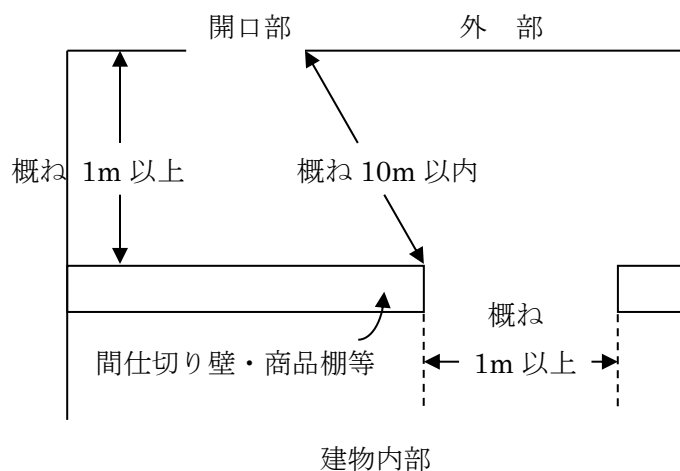 開口部 外　部
概ね 1m 以上
概ね 10m 以内
概ね
1m 以上
間仕切り壁・商品棚等
建物内部